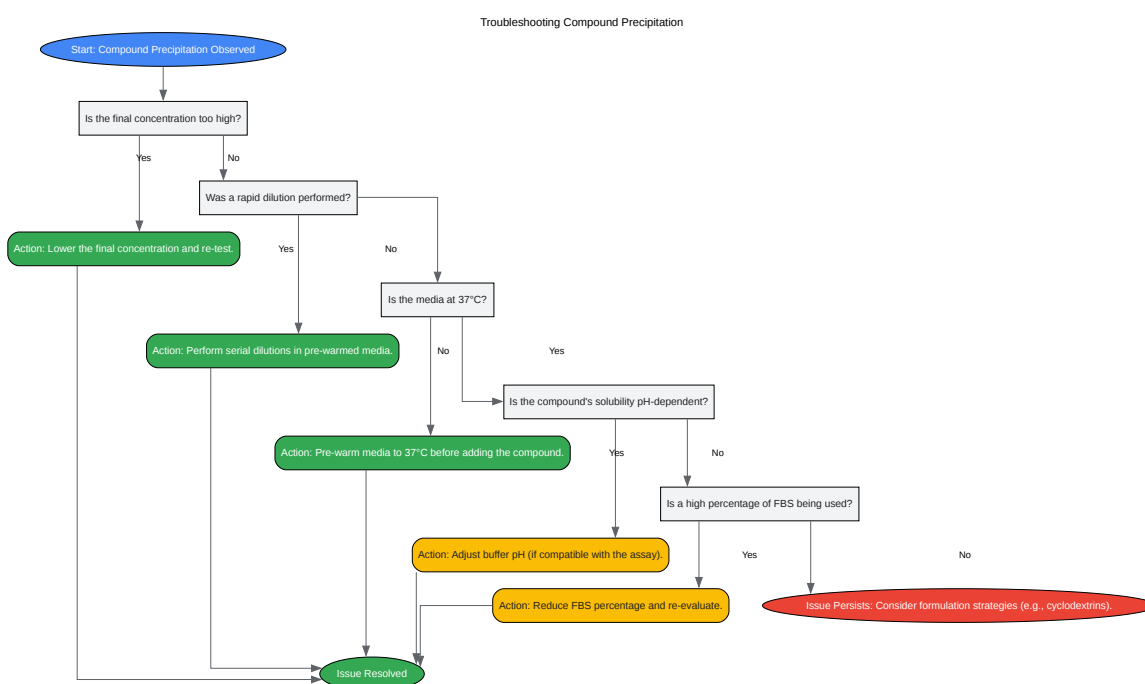 Troubleshooting Compound Precipitation
Start: Compound Precipitation Observed
Is the final concentration too high?
Yes
No
Was a rapid dilution performed?
Action: Lower the final concentration and re-test.
Yes
No
Is the media at 37°C?
Action: Perform serial dilutions in pre-warmed media.
No
Yes
Is the compound's solubility pH-dependent?
Action: Pre-warm media to 37°C before adding the compound.
Yes
No
Is a high percentage of FBS being used?
Action: Adjust buffer pH (if compatible with the assay).
Yes
No
Action: Reduce FBS percentage and re-evaluate.
Issue Persists: Consider formulation strategies (e.g., cyclodextrins).
Issue Resolved